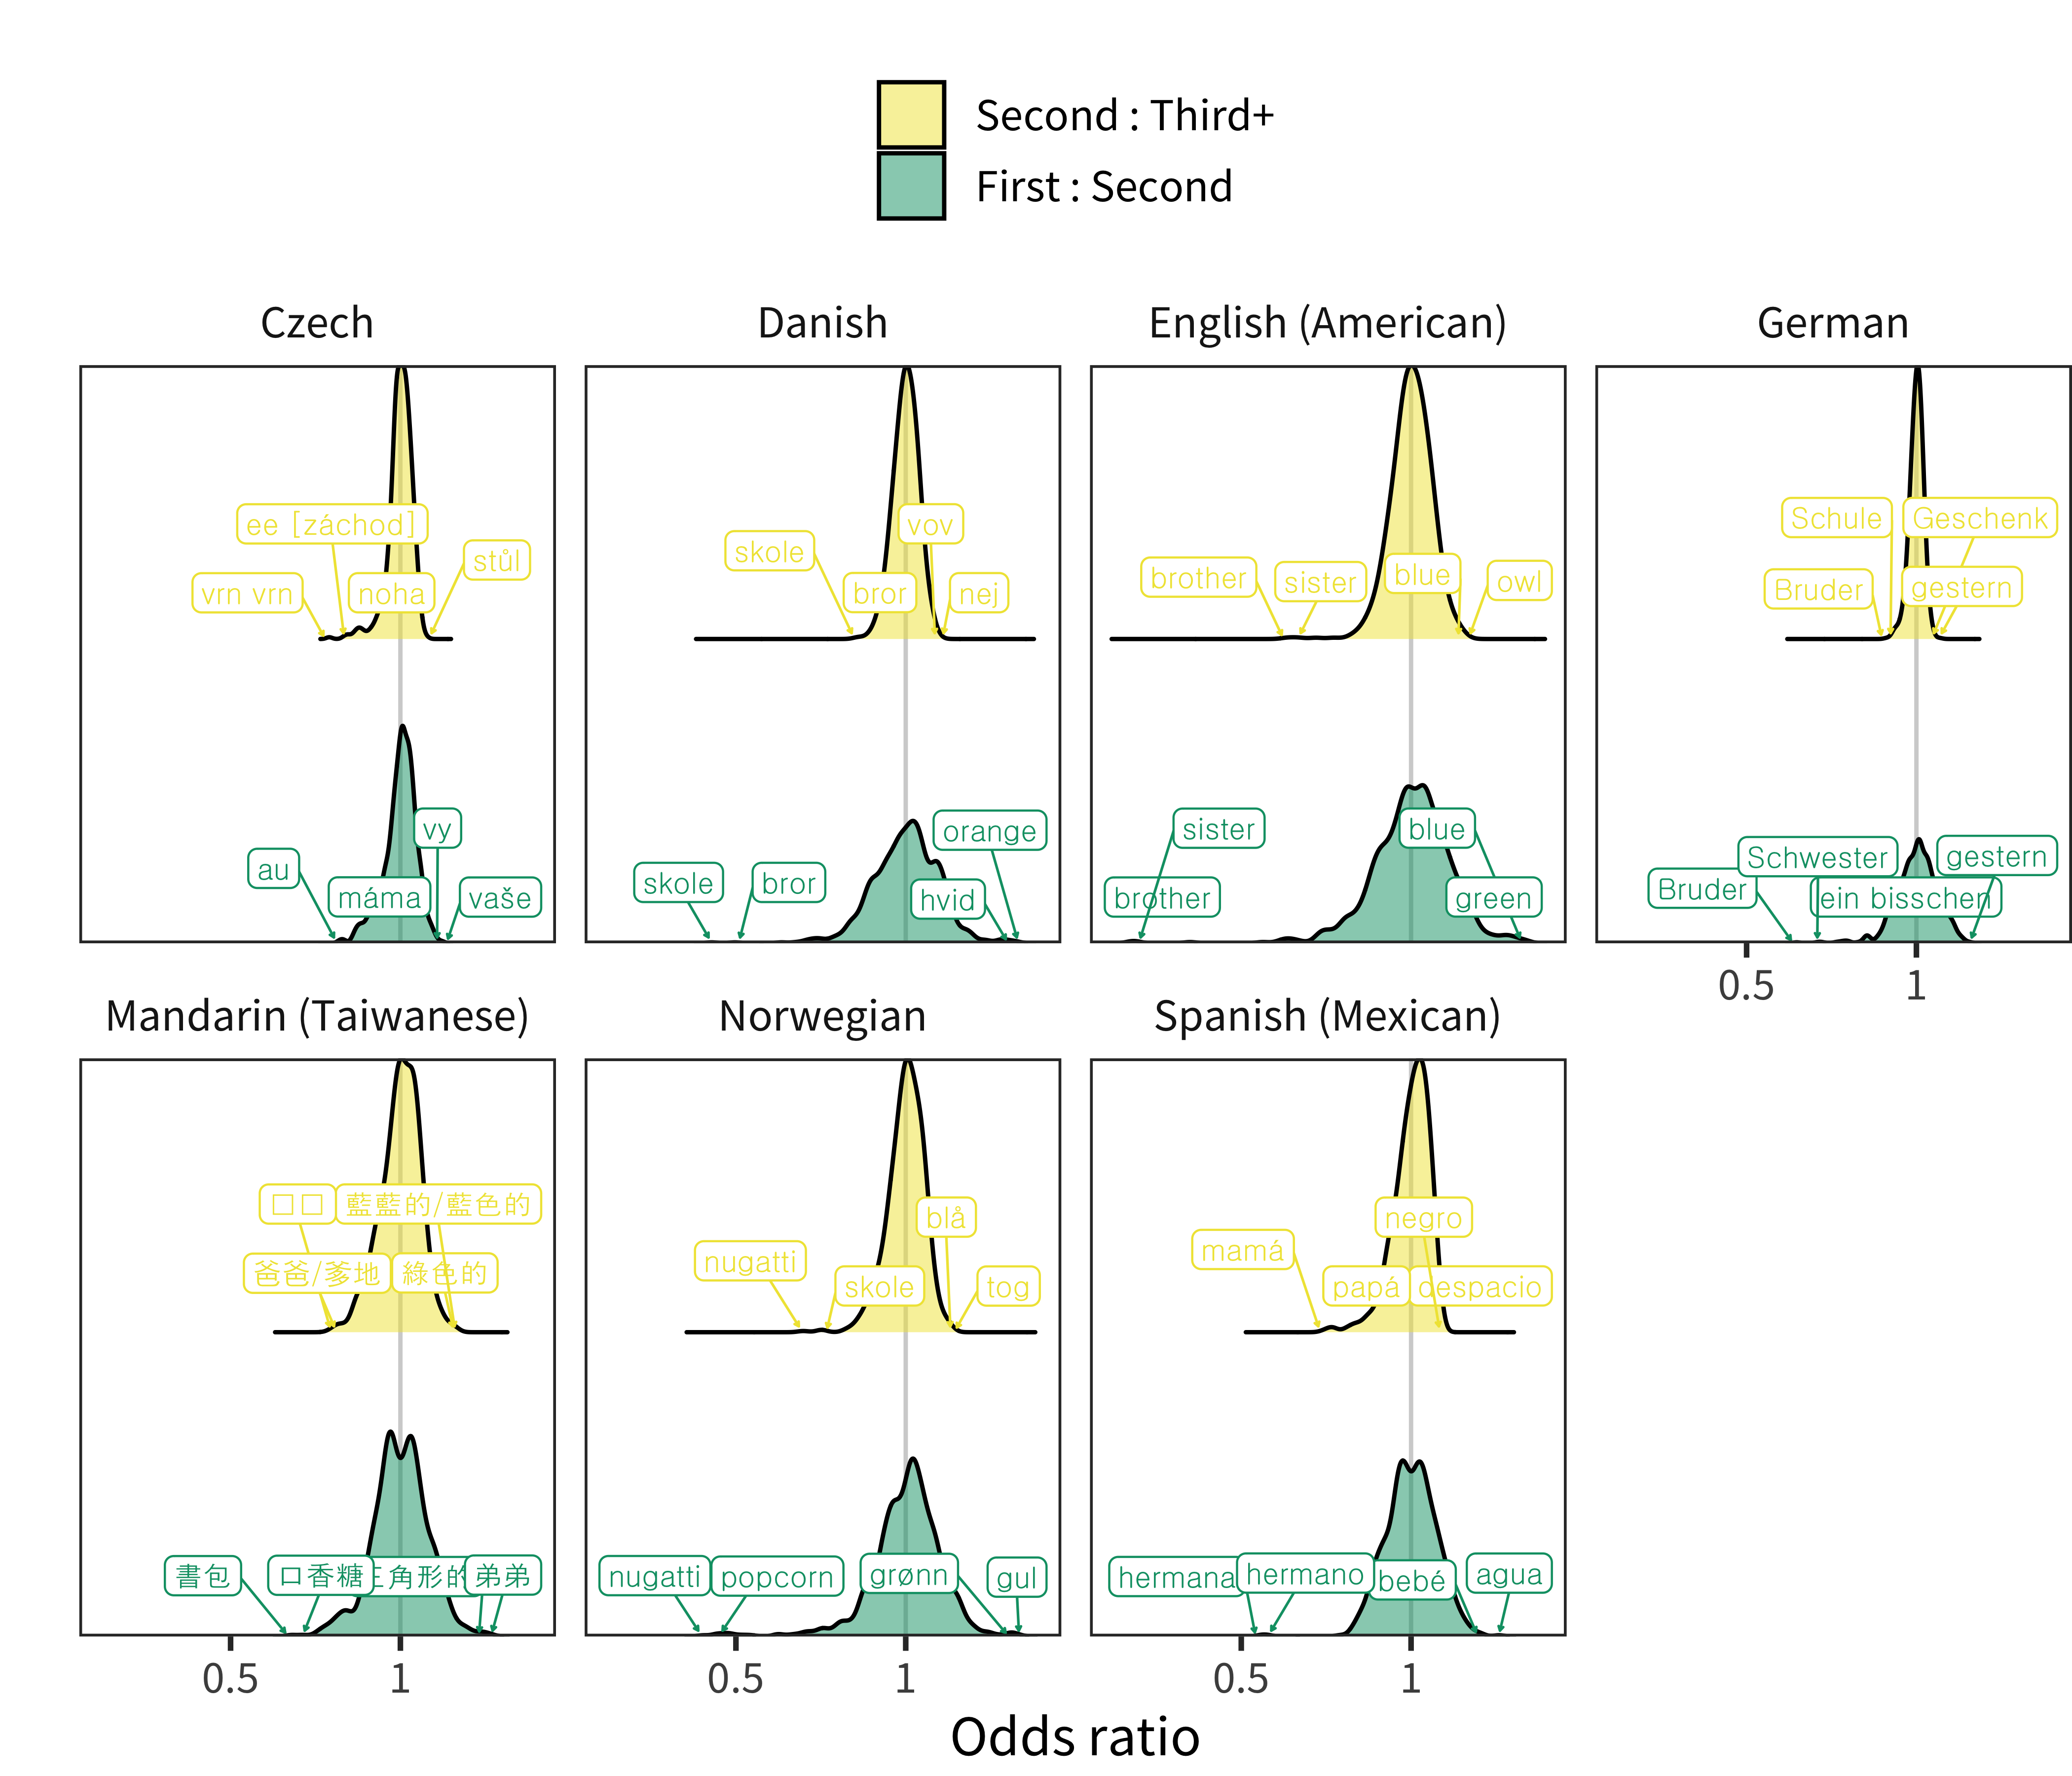 Second : Third+
First : Second
Czech
Danish
English (American)
German
ee [záchod]
stůl
vrn vrn
noha
au
vy
máma
vaše
skole
vov
bror
nej
skole
bror
orange
hvid
brother
sister
blue
owl
sister
blue
brother
green
Schule
Geschenk
Bruder
gestern
Schwester
gestern
Bruder
ein bisschen
0.5
1
Mandarin (Taiwanese)
Norwegian
Spanish (Mexican)
藍藍的/藍色的
爸爸/爹地
綠色的
書包
口香糖
角形的
弟弟
nugatti
blå
skole
tog
nugatti
popcorn
grønn
gul
mamá
negro
papá
despacio
hermana
hermano
bebé
agua
0.5
1
0.5
1
0.5
1
Odds ratio